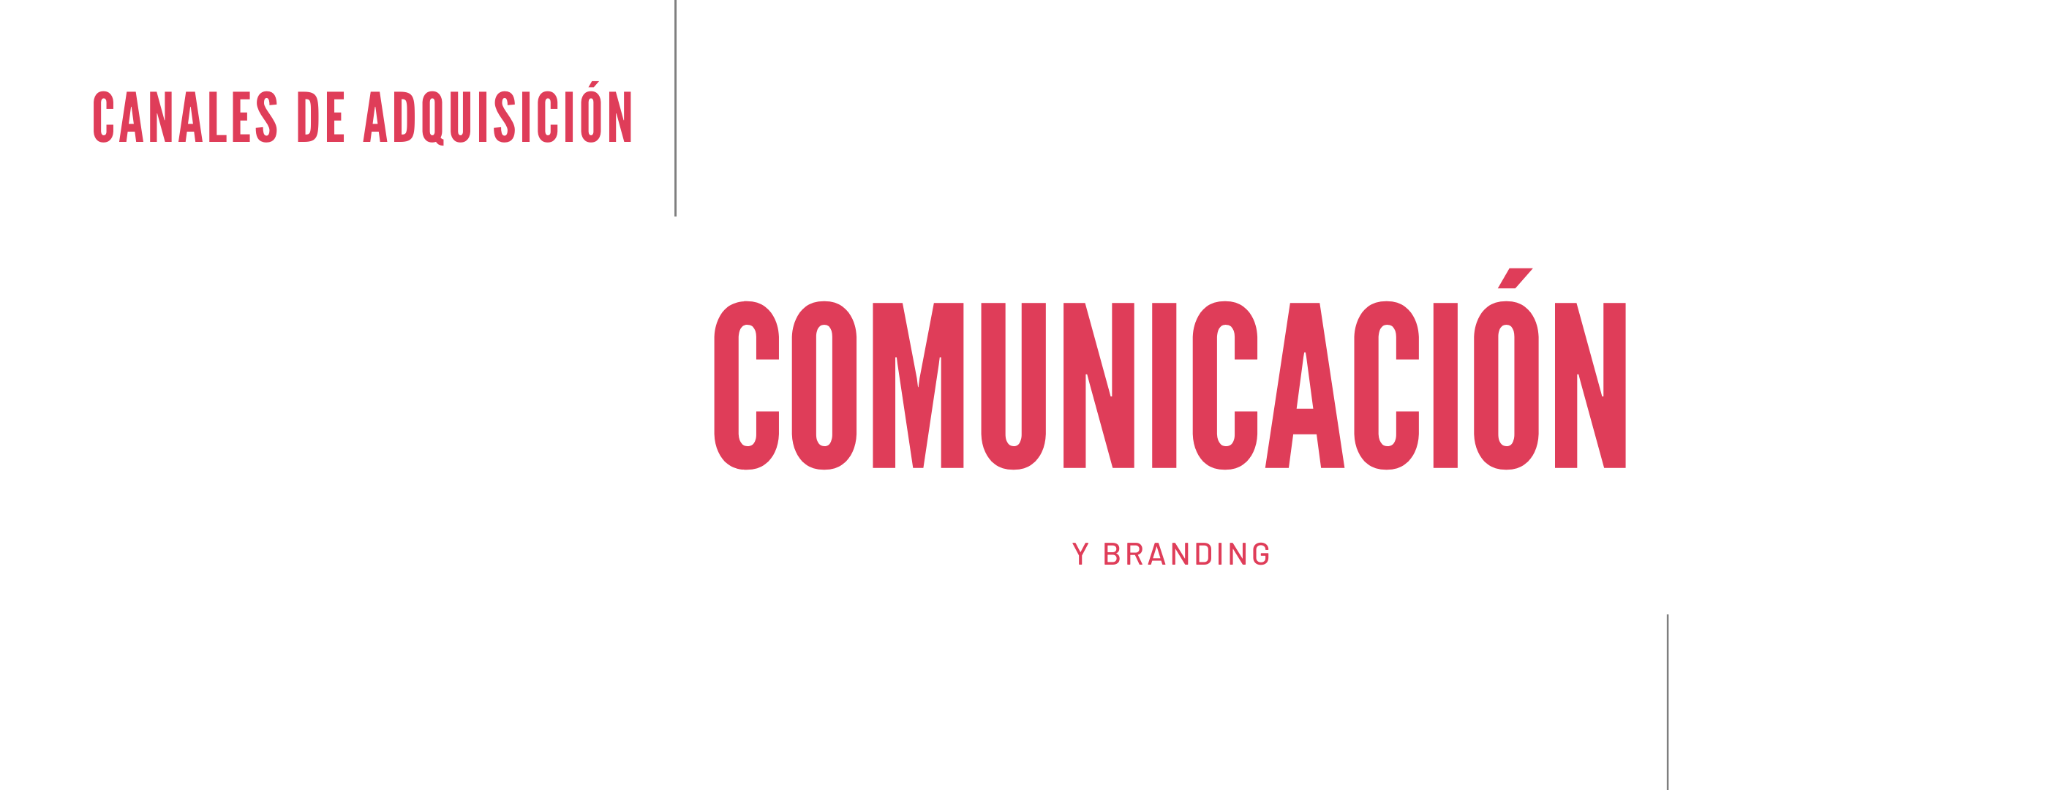 CANALES DE ADQUISICIÓN
COMUNICACIÓN
Y BRANDING